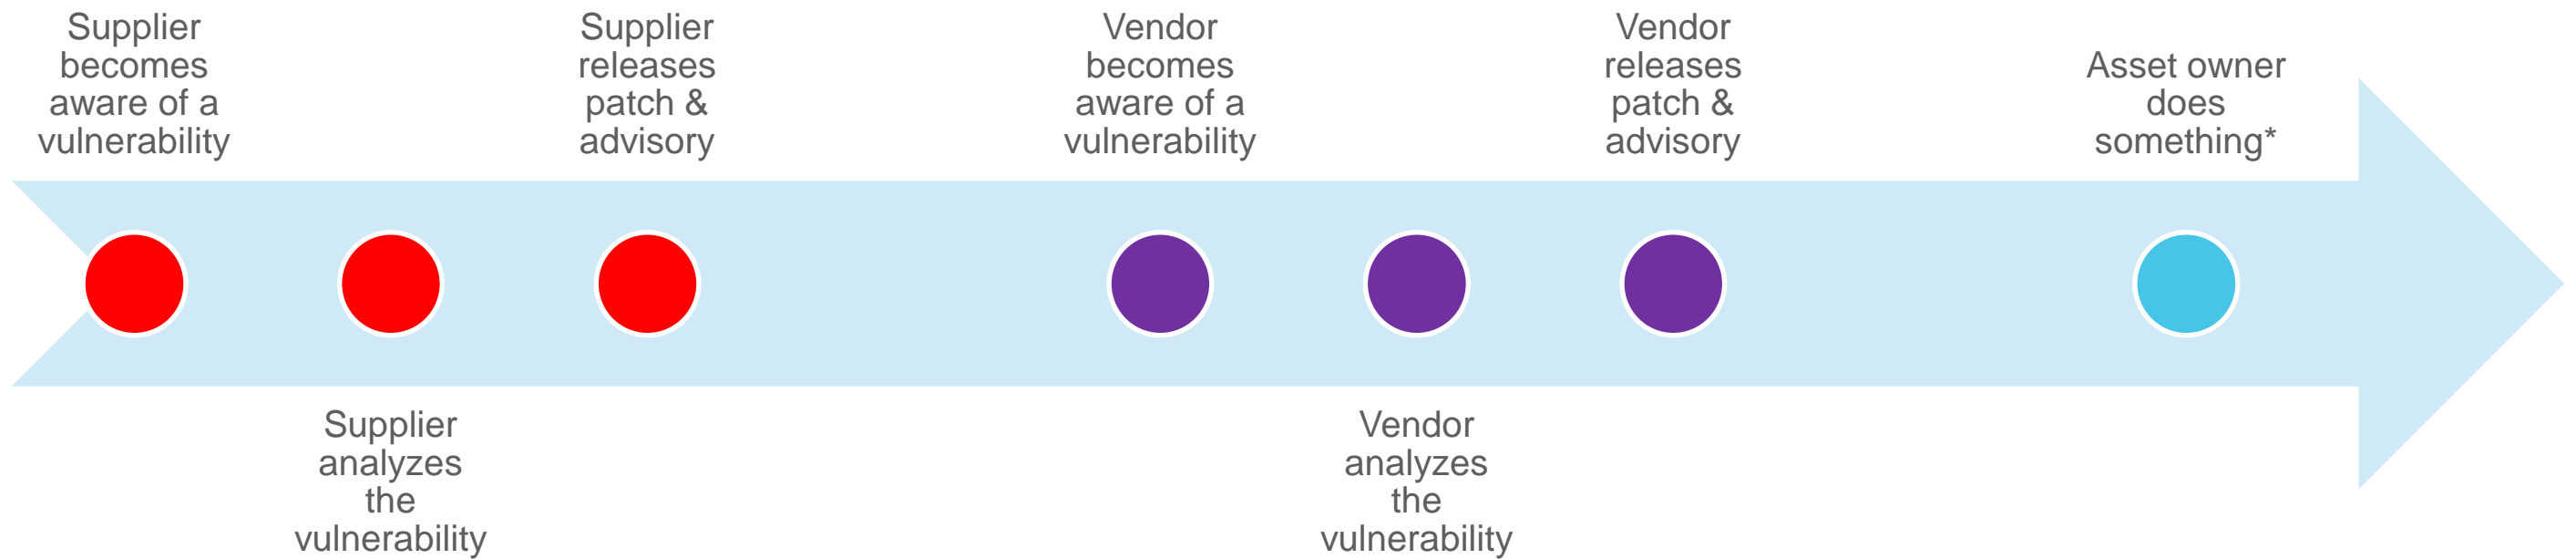 Supplier
becomes
aware of a
vulnerability
Supplier
analyzes
the
vulnerability
Supplier
releases
patch &
advisory
Vendor
becomes
aware of a
vulnerability
Vendor
analyzes
the
vulnerability
Vendor
releases
patch &
advisory
Asset owner
does
something*